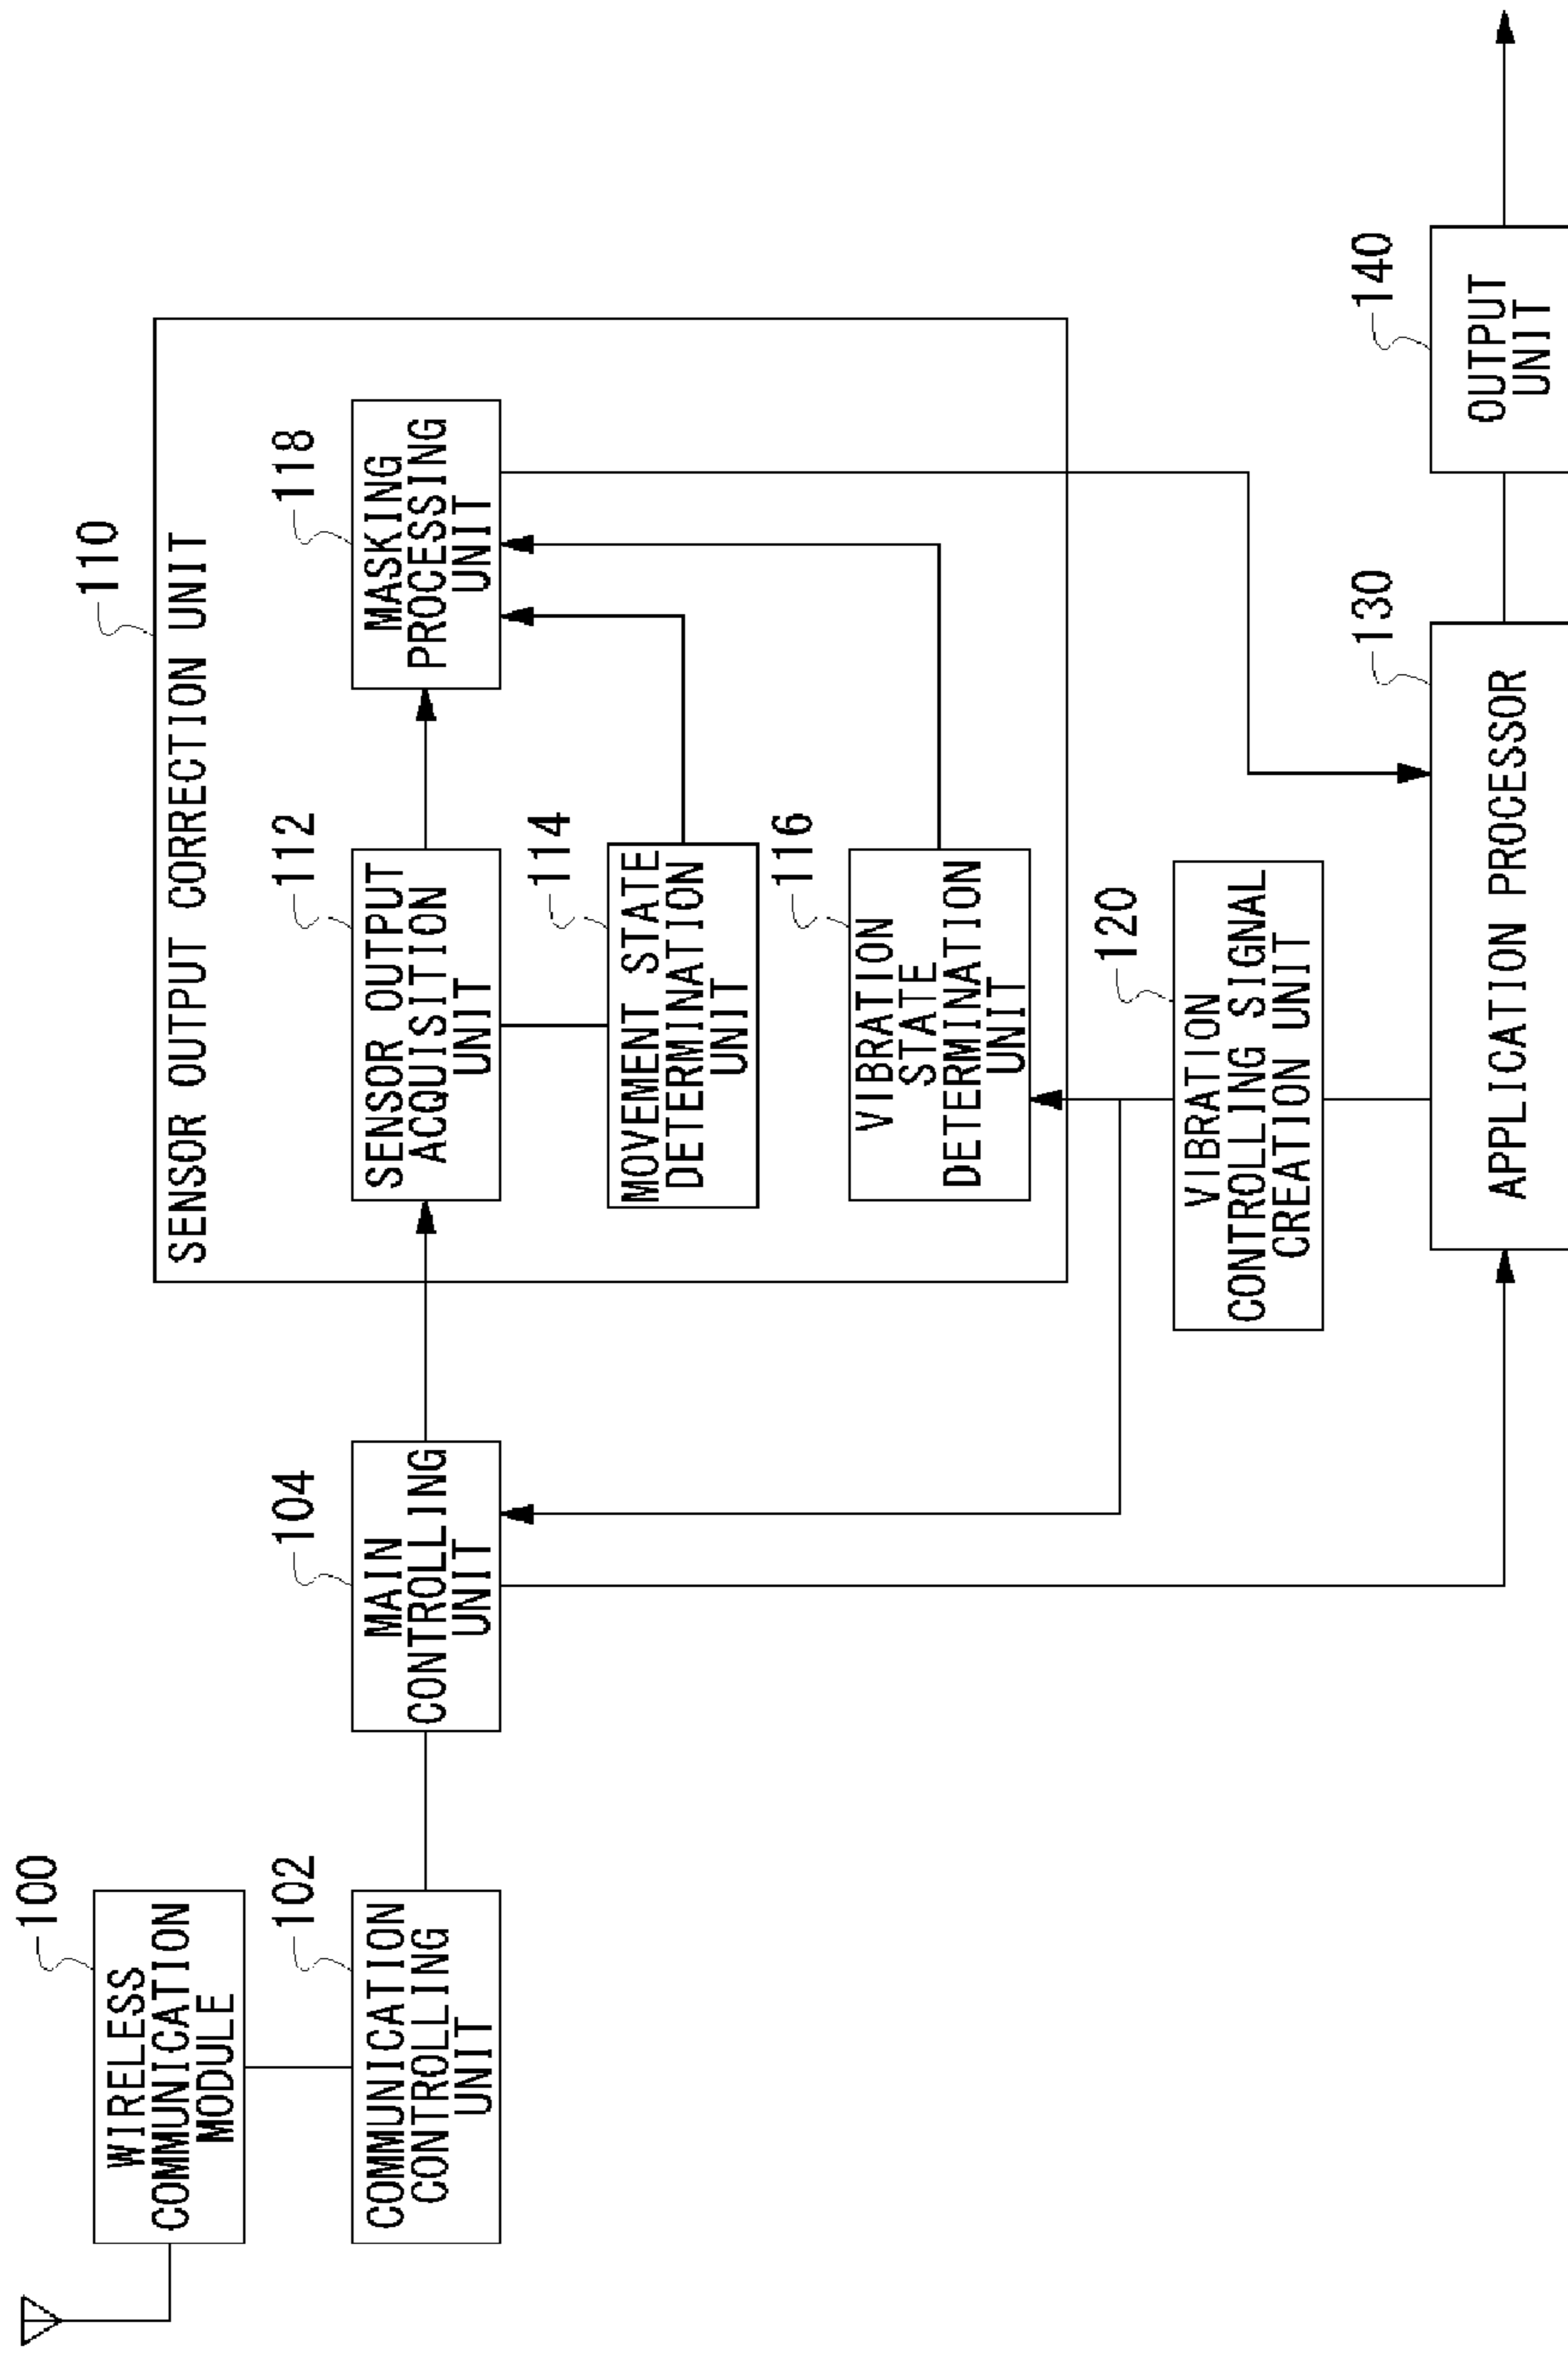 100
WIRELESS
COMMUNICATION
MODULE
102
COMMUNICATION
CONTROLLING
UNIT
104
MAIN
CONTROLLING
UNIT
110
SENSOR OUTPUT CORRECTION UNIT
112
SENSOR OUTPUT
ACQUISITION
UNIT
118
MASKING
PROCESSING
UNIT
114
MOVEMENT STATE
DETERMINATION
UNIT
116
VIBRATION
STATE
DETERMINATION
UNIT
120
VIBRATION
CONTROLLING SIGNAL
CREATION UNIT
130
APPLICATION PROCESSOR
140
OUTPUT
UNIT